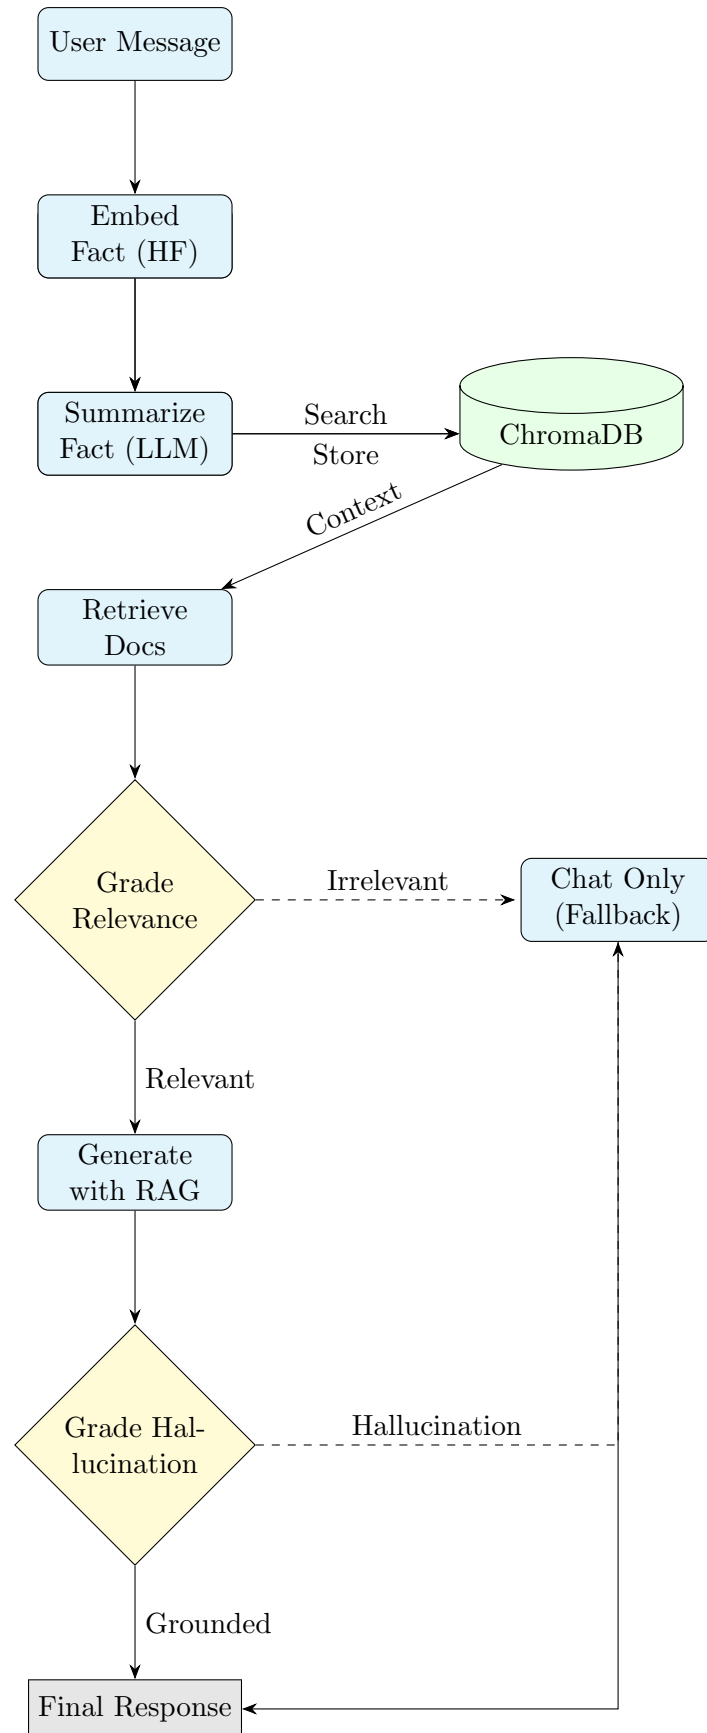 User Message
Embed
Fact (HF)
Summarize
Fact (LLM)
Search
Store
ChromaDB
Context
Retrieve
Docs
Grade
Relevance
Irrelevant
Chat Only
(Fallback)
Relevant
Generate
with RAG
Grade Hal-
lucination
Hallucination
Grounded
Final Response